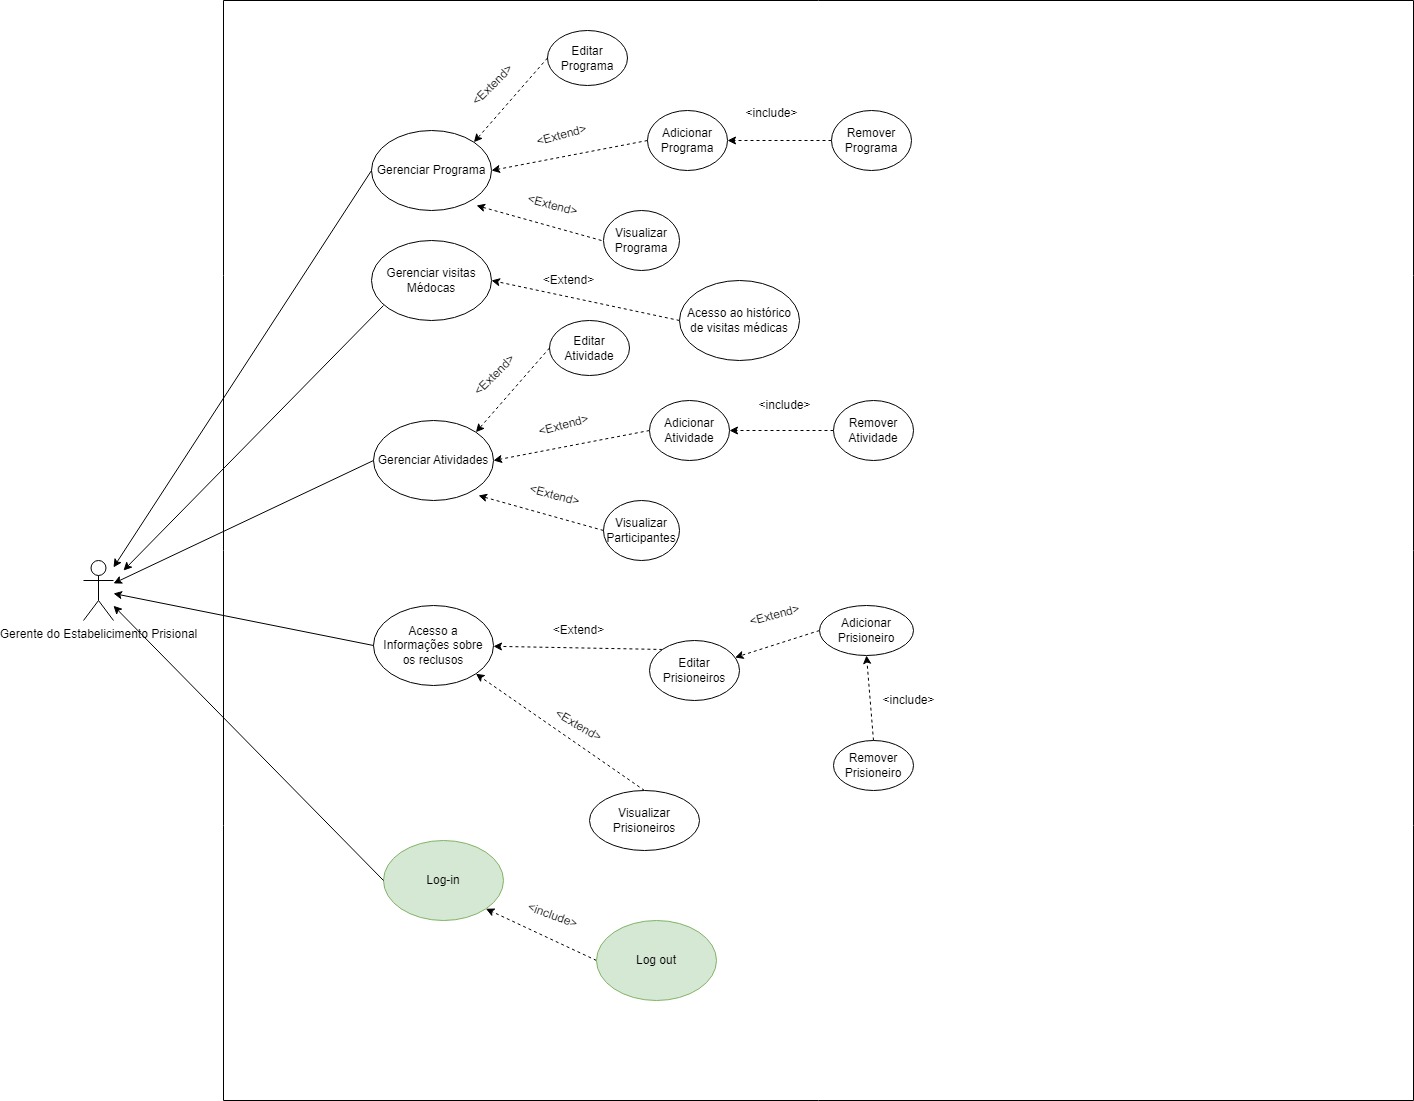 Editar
Programa
<Extend>
Adicionar
Programa
<Extend>
<include>
Remover
Programa
Gerenciar Programa
<Extend>
Visualizar
Programa
Gerenciar visitas
Médocas
<Extend>
Acesso ao histórico
de visitas médicas
Editar
Atividade
<Extend>
Adicionar
Atividade
<Extend>
<include>
Remover
Atividade
Gerenciar Atividades
<Extend>
Visualizar
Participantes
Gerente do Estabelicimento Prisional
Acesso a
Informações sobre
os reclusos
<Extend>
Editar
Prisioneiros
<Extend>
Adicionar
Prisioneiro
<include>
Remover
Prisioneiro
<Extend>
Visualizar
Prisioneiros
Log-in
<include>
Log out